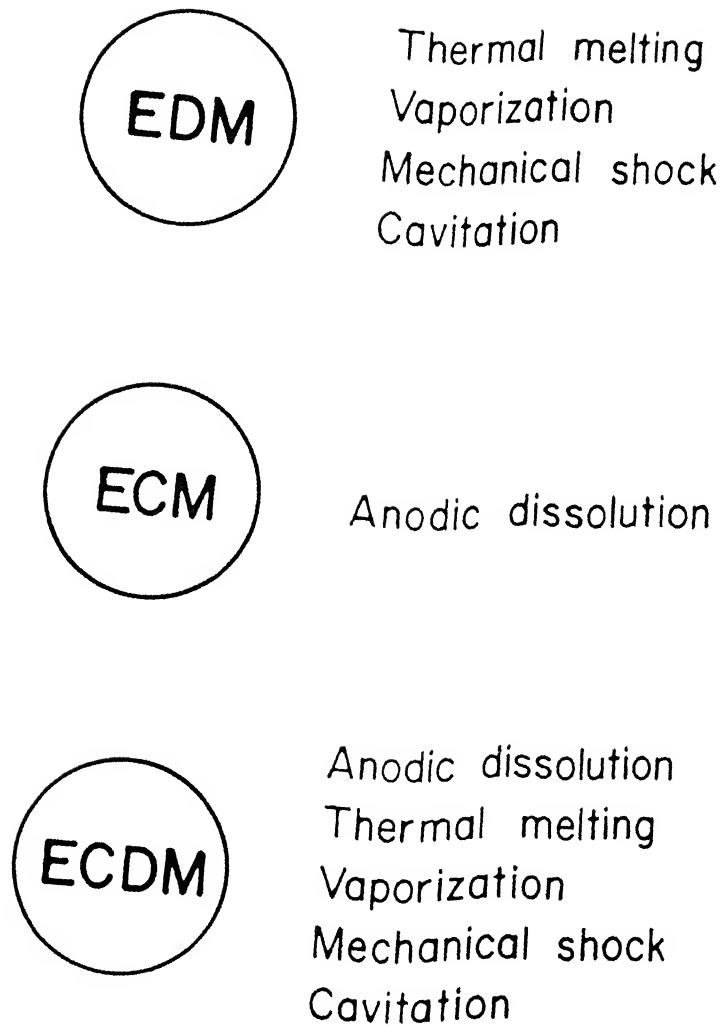 EDM
Thermal melting
Vaporization
Mechanical shock
Cavitation
ECM
Anodic dissolution
ECDM
Anodic dissolution
Thermal melting
Vaporization
Mechanical shock
Cavitation